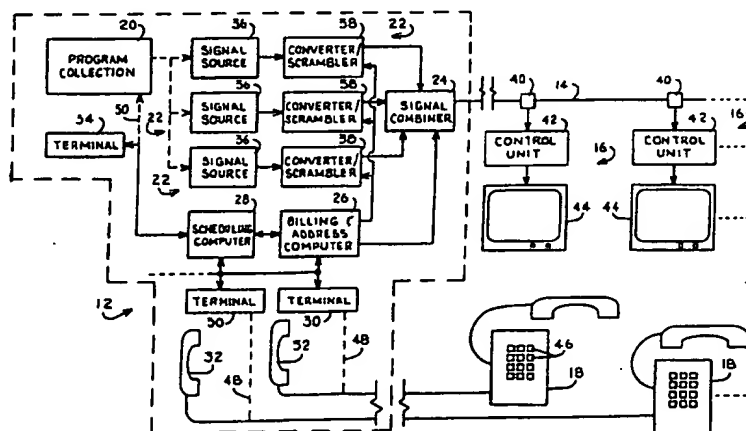 20
PROGRAM
COLLECTION
36
SIGNAL
SOURCE
58
CONVERTER/
SCRAMBLER
22
24
SIGNAL
COMBINER
40
14
40
16
50
54
TERMINAL
22
56
SIGNAL
SOURCE
58
CONVERTER/
SCRAMBLER
42
CONTROL
UNIT
16
42
CONTROL
UNIT
22
36
SIGNAL
SOURCE
58
CONVERTER/
SCRAMBLER
44
44
28
SCHEDULING
COMPUTER
26
BILLING &
ADDRESS
COMPUTER
12
TERMINAL
30
TERMINAL
30
32
48
32
48
46
18
18